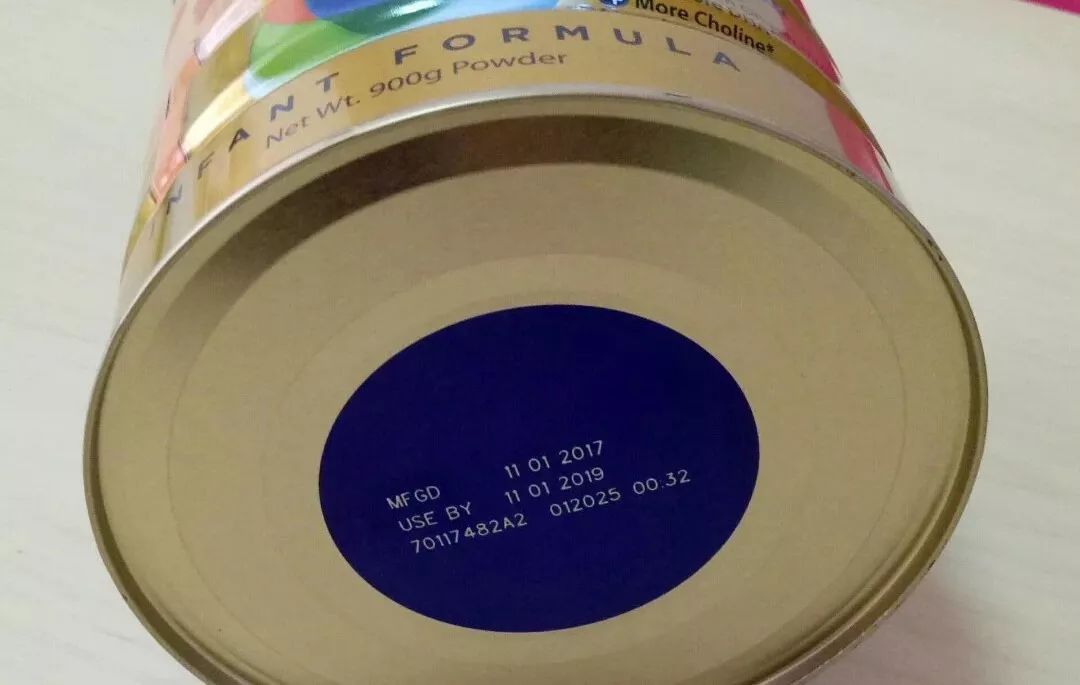 More Choline*
INFANT FORMULA
Net Wt. 900g Powder
MFGD 11 01 2017
USE BY 11 01 2019
70117482A2 012025 00:32